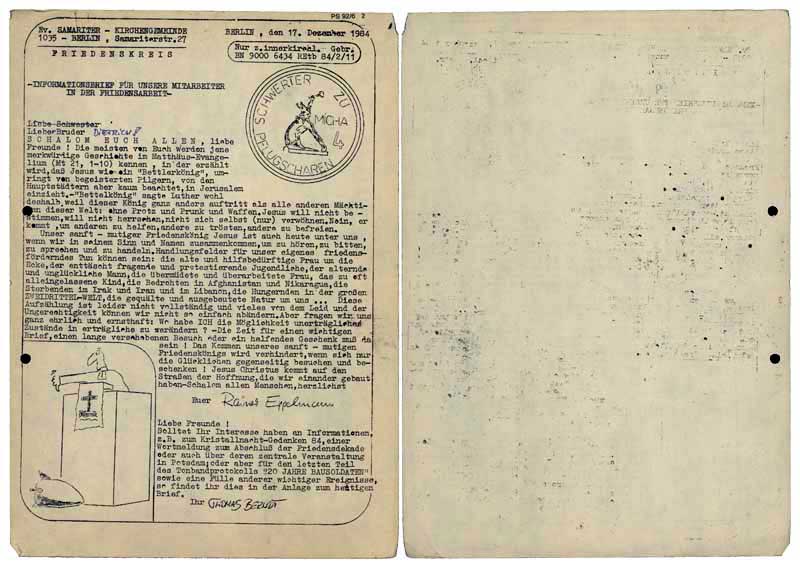 PS 92/6 2
Ev. SAMARITER - KIRCHENGEMEINDE
1035 - BERLIN, Samariterstr.27
FRIEDENSKREIS
BERLIN, den 17. Dezember 1984
Nur z.innerkirchl. Gebr.
BN 9000 6434 REtb 84/2/11
-INFORMATIONSBRIEF FÜR UNSERE MITARBEITER
IN DER FRIEDENSARBEIT-
SCHWERTER ZU
PFLUGSCHAREN
MICHA
4
Liebe Schwester
Lieber Bruder
SCHALOM EUCH ALLEN, liebe
Freunde ! Die meisten von Euch werden jene
merkwürdige Geschichte im Matthäus-Evange-
lium (Mt 21, 1-10) kennen , in der erzählt
wird,daß Jesus wie ein "Bettlerkönig", um-
ringt von begeisterten Pilgern, von den
Hauptstädtern aber kaum beachtet,in Jerusalem
einzieht.-"Bettelkönig" sagte Luther wohl
deshalb,weil dieser König ganz anders auftritt als alle anderen Mächti-
gen dieser Welt: ohne Protz und Prunk und Waffen.Jesus will nicht be -
stimmen,will nicht herrschen,nicht sich selbst (nur) verwöhnen.Nein, er
kommt ,um anderen zu helfen,andere zu trösten,andere zu befreien.
Unser sanft - mutiger Friedenskönig Jesus ist auch heute unter uns ,
wenn wir in seinem Sinn und Namen zusammenkommen,um zu hören,zu bitten,
zu sprechen und zu handeln.Handlungsfelder für unser eigenes friedens-
förderndes Tun können sein: die alte und hilfsbedürftige Frau um die
Ecke,der enttäscht fragende und protestierende Jugendliche,der alternde
und unglückliche Mann,die übermüdete und überarbeitete Frau, das zu oft
alleingelassene Kind,die Bedrohten in Afghanistan und Nikaragua,die
Sterbenden im Irak und Iran und im Libanon,die Hungernden in der großen
ZWEIDRITTEL-WELT,die gequälte und ausgebeutete Natur um uns ... Diese
Aufzählung ist leider nicht vollständig und vieles von dem Leid und der
Ungerechtigkeit können wir nicht so einfach abändern.Aber fragen wir uns
ganz ehrlich und ernsthaft: Wo habe ICH die Möglichkeit unerträgliche
Zustände in erträgliche zu verändern ? -Die Zeit für einen wichtigen
Brief,einen lange verschobenen Besuch oder ein helfendes Geschenk muß da
sein ! Das Kommen unseres sanft - mutigen
Friedenskönigs wird verhindert,wenn sich nur
die Glücklichen gegenseitig besuchen und be-
schenken ! Jesus Christus kommt auf den
Straßen der Hoffnung,die wir einander gebaut
haben-Schalom allen Menschen,herzlichst
Euer Rainer Eppelmann
Liebe Freunde !
Solltet Ihr Interesse haben an Informationen,
z.B. zum Kristallnacht-Gedenken 84,einer
Wertmeldung zum Abschluß der Friedensdekade
oder auch über deren zentrale Veranstaltung
in Potsdam;oder aber für den letzten Teil
des Tonbandprotokolls "20 JAHRE BAUSOLDATEN"
sowie eine Fülle anderer wichtiger Ereignisse,
so findet ihr dies in der Anlage zum heutigen
Brief.
Ihr THOMAS